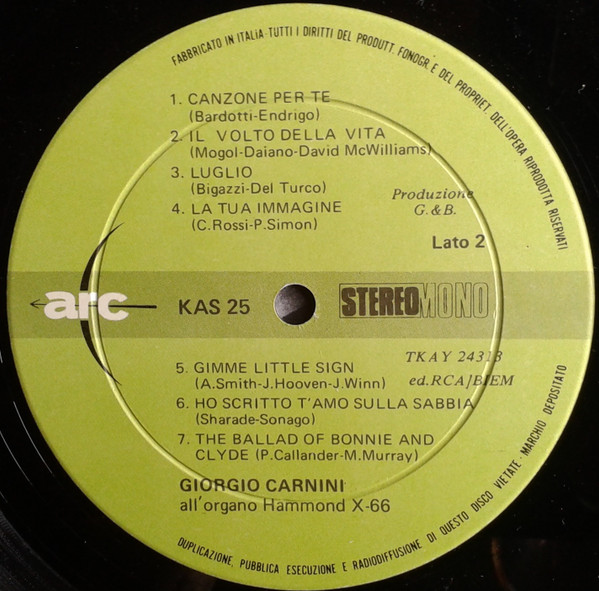 FABBRICATO IN ITALIA · TUTTI I DIRITTI DEL PRODUTT. FONOGR. E DEL PROPRIET. DELL'OPERA RIPRODOTTA RISERVATI
1. CANZONE PER TE
(Bardotti-Endrigo)
2. IL VOLTO DELLA VITA
(Mogol-Daiano-David McWilliams)
3. LUGLIO
(Bigazzi-Del Turco)
4. LA TUA IMMAGINE
(C.Rossi-P.Simon)
Produzione
G.&B.
Lato 2
arc
KAS 25
STEREOMONO
5. GIMME LITTLE SIGN
(A.Smith-J.Hooven-J.Winn)
TKAY 24313
ed.RCA/BIEM
6. HO SCRITTO T'AMO SULLA SABBIA
(Sharade-Sonago)
7. THE BALLAD OF BONNIE AND
CLYDE (P.Callander-M.Murray)
GIORGIO CARNINI
all'organo Hammond X-66
DUPLICAZIONE, PUBBLICA ESECUZIONE E RADIODIFFUSIONE DI QUESTO DISCO VIETATE · MARCHIO DEPOSITATO